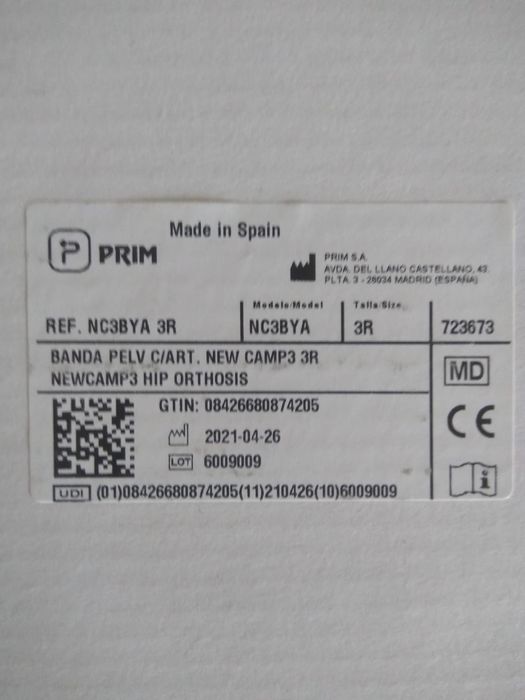 Made in Spain
PRIM
PRIM S.A.
AVDA. DEL LLANO CASTELLANO, 43.
PLTA. 3 - 28034 MADRID (ESPAÑA)
Modelo/Model
Talla/Size
REF. NC3BYA 3R
NC3BYA
3R
723673
BANDA PELV C/ART. NEW CAMP3 3R
NEWCAMP3 HIP ORTHOSIS
MD
GTIN: 08426680874205
2021-04-26
CE
LOT 6009009
i
UDI (01)08426680874205(11)210426(10)6009009